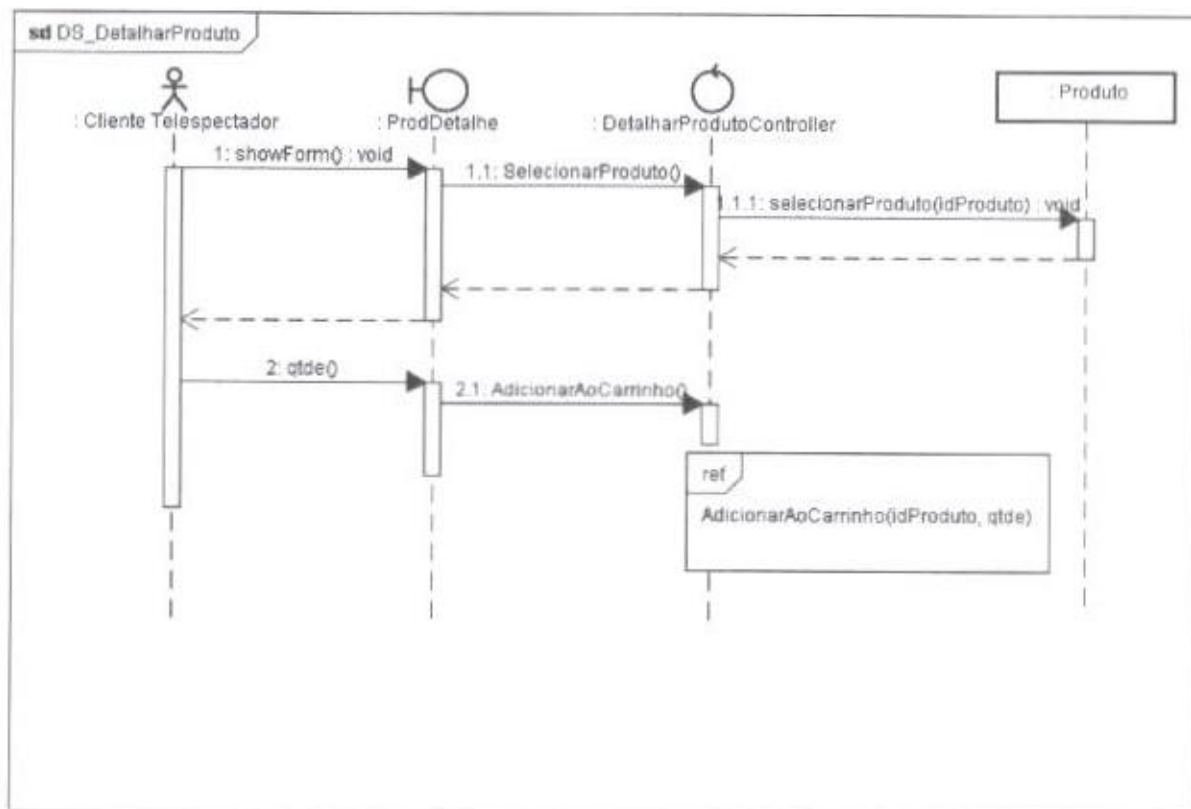 sd DS_DetalharProduto
: Cliente Telespectador
: ProdDetalhe
: DetalharProdutoController
: Produto
1: showForm() : void
1.1: SelecionarProduto()
1.1.1: selecionarProduto(idProduto) : void
2: qtde()
2.1: AdicionarAoCarrinho()
ref
AdicionarAoCarrinho(idProduto, qtde)